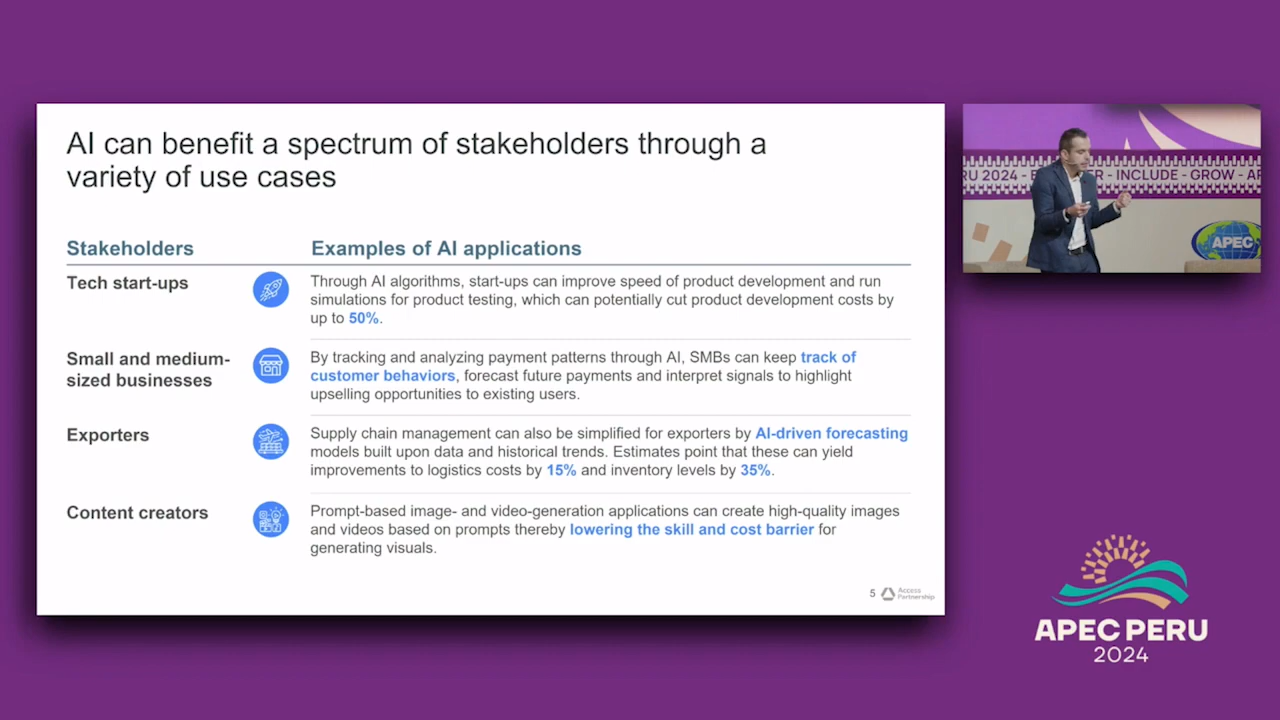 AI can benefit a spectrum of stakeholders through a
variety of use cases
Stakeholders
Examples of AI applications
Tech start-ups
Through AI algorithms, start-ups can improve speed of product development and run
simulations for product testing, which can potentially cut product development costs by
up to 50%.
Small and medium-
sized businesses
By tracking and analyzing payment patterns through AI, SMBs can keep track of
customer behaviors, forecast future payments and interpret signals to highlight
upselling opportunities to existing users.
Exporters
Supply chain management can also be simplified for exporters by AI-driven forecasting
models built upon data and historical trends. Estimates point that these can yield
improvements to logistics costs by 15% and inventory levels by 35%.
Content creators
Prompt-based image- and video-generation applications can create high-quality images
and videos based on prompts thereby lowering the skill and cost barrier for
generating visuals.
5
Access
Partnership
RU 2024 - E ER - INCLUDE - GROW - AP
APEC
APEC PERU
2024